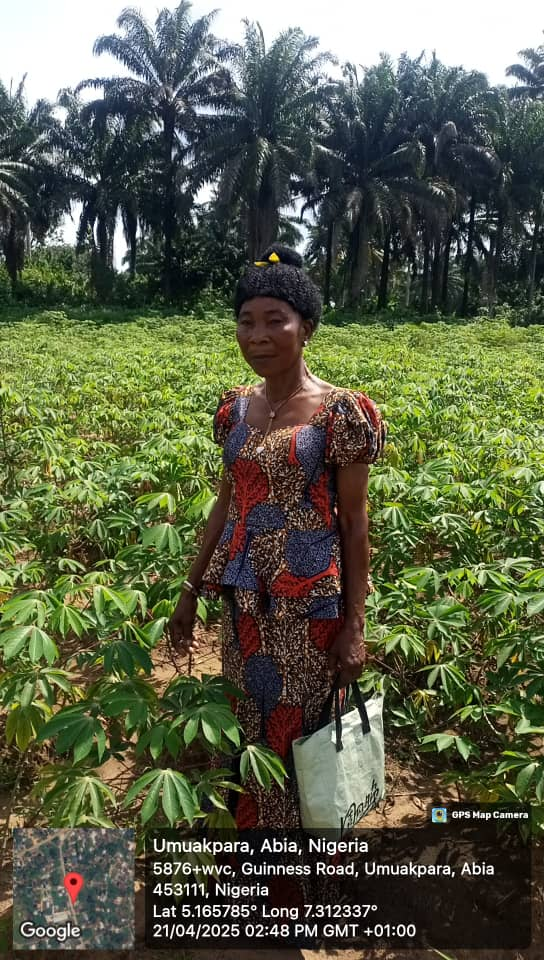 GPS Map Camera
Umuakpara, Abia, Nigeria
5876+wvc, Guinness Road, Umuakpara, Abia
453111, Nigeria
Lat 5.165785° Long 7.312337°
21/04/2025 02:48 PM GMT +01:00
Google